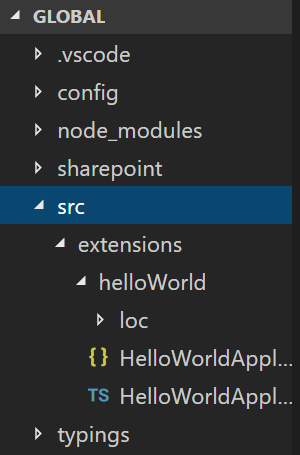 GLOBAL
.vscode
config
node_modules
sharepoint
src
extensions
helloWorld
loc
{} HelloWorldAppl...
TS HelloWorldAppl...
typings